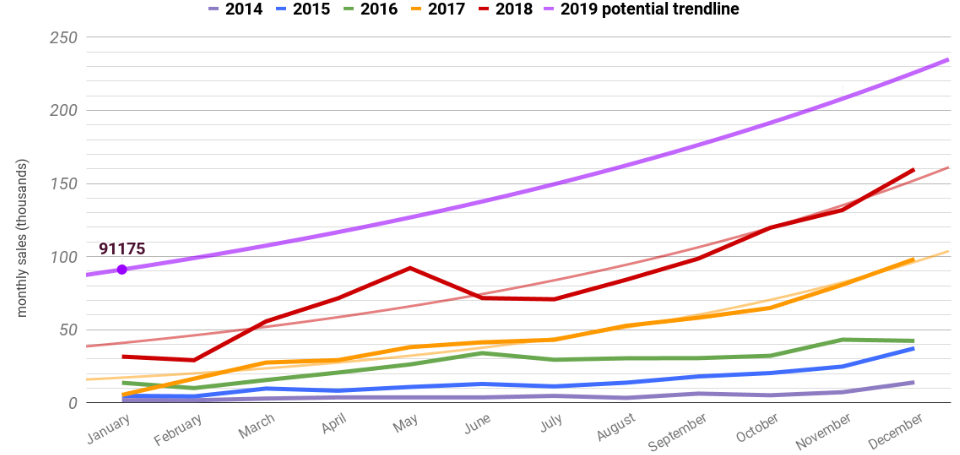 2014 2015 2016 2017 2018 2019 potential trendline
250
200
150
100
50
0
monthly sales (thousands)
91175
January February March April May June July August September October November December